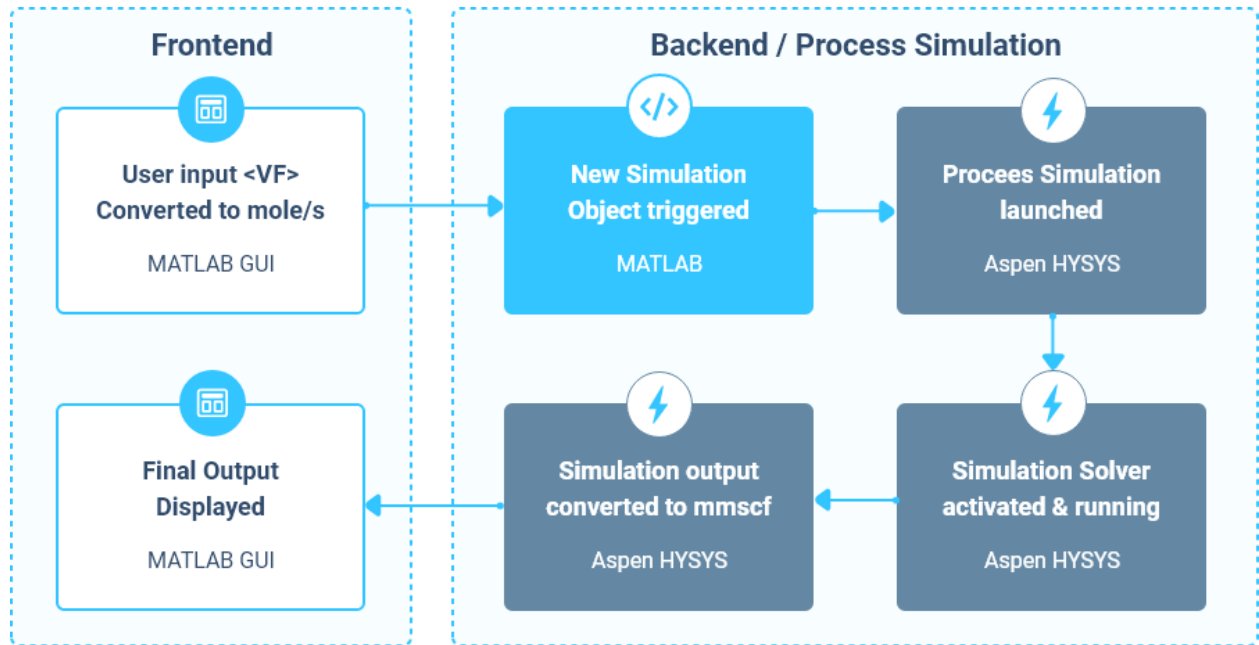 Frontend
Backend / Process Simulation
</>
User input <VF>
Converted to mole/s
MATLAB GUI
New Simulation
Object triggered
MATLAB
Procees Simulation
launched
Aspen HYSYS
Final Output
Displayed
MATLAB GUI
Simulation output
converted to mmscf
Aspen HYSYS
Simulation Solver
activated & running
Aspen HYSYS